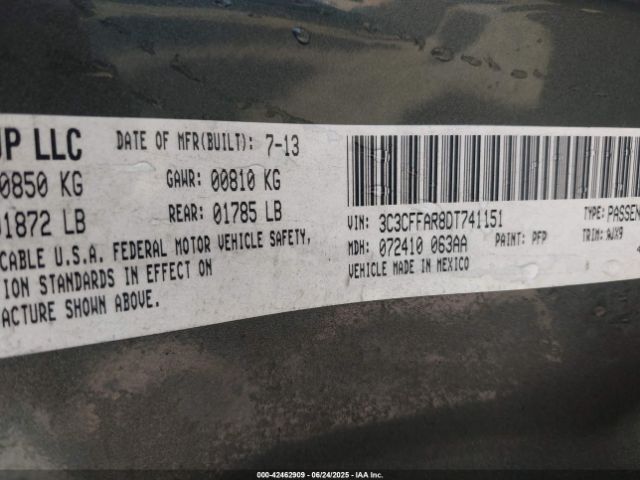 UP LLC
DATE OF MFR(BUILT): 7-13
0850 KG
GAWR: 00810 KG
1872 LB
REAR: 01785 LB
CABLE U.S.A. FEDERAL MOTOR VEHICLE SAFETY,
ION STANDARDS IN EFFECT ON
ACTURE SHOWN ABOVE.
VIN: 3C3CFFAR8DT741151
TYPE: PASSEN
MDH: 072410 063AA
PAINT: PFP
TRIM: WJX9
VEHICLE MADE IN MEXICO
000-42462909 - 06/24/2025 - IAA Inc.